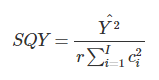 $SQY = \frac{\hat{Y}^2}{r \sum_{i=1}^{I} c_i^2}$